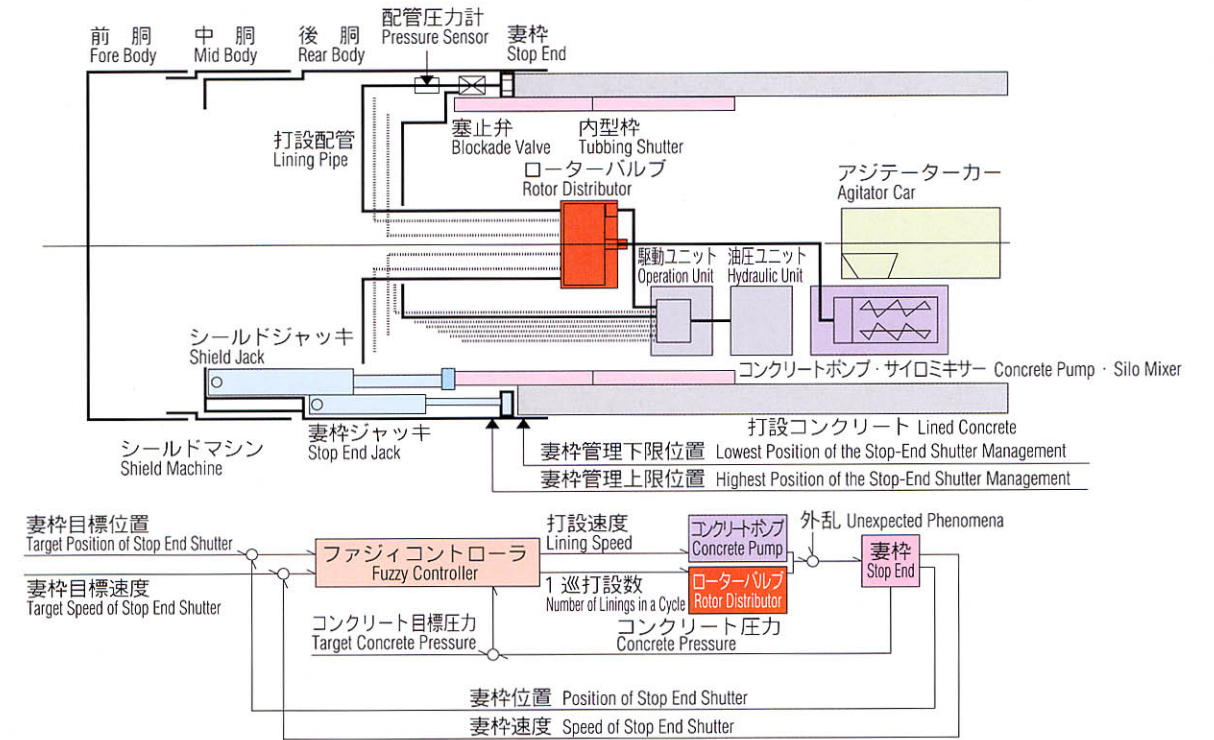 前 胴
Fore Body
中 胴
Mid Body
後 胴
Rear Body
配管圧力計
Pressure Sensor
妻枠
Stop End
打設配管
Lining Pipe
塞止弁
Blockade Valve
内型枠
Tubbing Shutter
ローターバルブ
Rotor Distributor
アジテーターカー
Agitator Car
駆動ユニット
Operation Unit
油圧ユニット
Hydraulic Unit
シールドジャッキ
Shield Jack
コンクリートポンプ・サイロミキサー Concrete Pump · Silo Mixer
シールドマシン
Shield Machine
妻枠ジャッキ
Stop End Jack
打設コンクリート Lined Concrete
妻枠管理下限位置 Lowest Position of the Stop-End Shutter Management
妻枠管理上限位置 Highest Position of the Stop-End Shutter Management
妻枠目標位置
Target Position of Stop End Shutter
妻枠目標速度
Target Speed of Stop End Shutter
ファジィコントローラ
Fuzzy Controller
打設速度
Lining Speed
1巡打設数
Number of Linings in a Cycle
コンクリートポンプ
Concrete Pump
ローターバルブ
Rotor Distributor
外乱 Unexpected Phenomena
妻枠
Stop End
コンクリート目標圧力
Target Concrete Pressure
コンクリート圧力
Concrete Pressure
妻枠位置 Position of Stop End Shutter
妻枠速度 Speed of Stop End Shutter